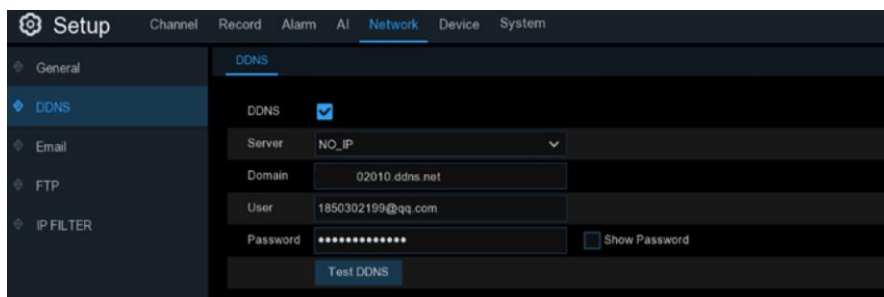 Setup Channel Record Alarm AI Network Device System
General
DDNS
Email
FTP
IP FILTER
DDNS
DDNS
Server NO_IP
Domain 02010.ddns.net
User 1850302199@qq.com
Password ••••••••••••• Show Password
Test DDNS